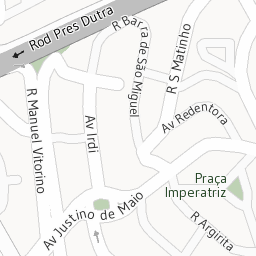 Rod Pres Dutra
R Barra de São Miguel
R S Matinho
Av Redentora
R Manuel Vitorino
Av Irdi
Praça
Imperatriz
Av Justino de Maio
R Argirita